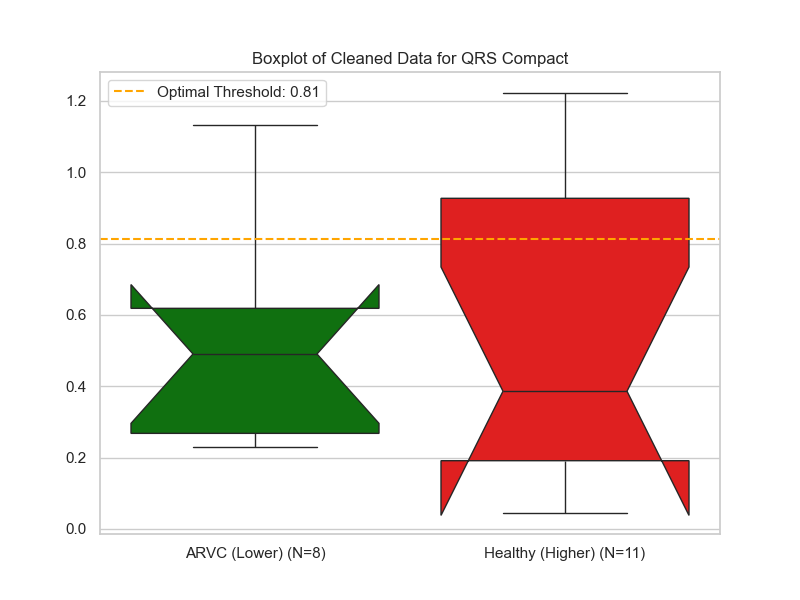 Boxplot of Cleaned Data for QRS Compact
Optimal Threshold: 0.81
1.2
1.0
0.8
0.6
0.4
0.2
0.0
ARVC (Lower) (N=8)
Healthy (Higher) (N=11)